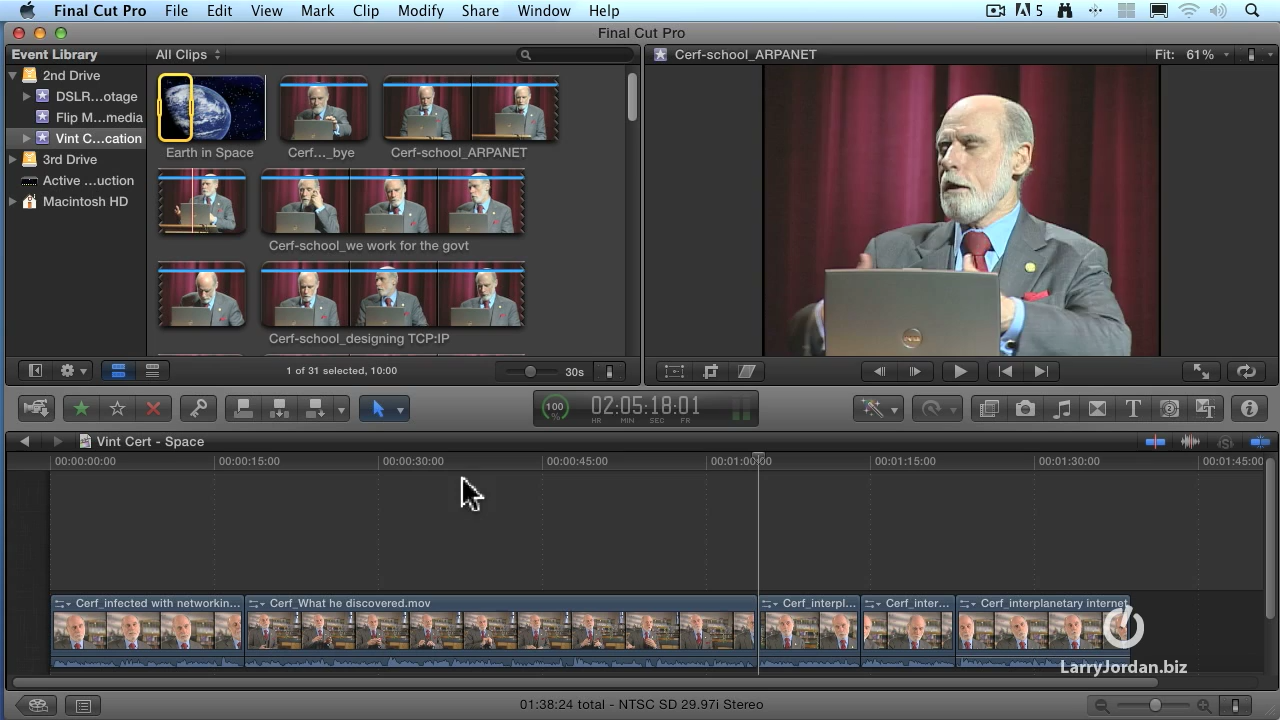 Final Cut Pro File Edit View Mark Clip Modify Share Window Help 5
Final Cut Pro
Event Library
All Clips
Cerf-school_ARPANET
Fit: 61%
2nd Drive
DSLR...otage
Flip M...media
Vint C...cation
3rd Drive
Active ...uction
Macintosh HD
Earth in Space
Cerf..._bye
Cerf-school_ARPANET
Cerf-school_we work for the govt
Cerf-school_designing TCP:IP
DELL
1 of 31 selected, 10:00
30s
100
%
02:05:18:01
HR MIN SEC FR
Vint Cert - Space
00:00:00:00 00:00:15:00 00:00:30:00 00:00:45:00 00:01:00:00 00:01:15:00 00:01:30:00 00:01:45:00
Cerf_infected with networkin...
Cerf_What he discovered.mov
Cerf_interpl...
Cerf_inter...
Cerf_interplanetary internet
LarryJordan.biz
01:38:24 total - NTSC SD 29.97i Stereo